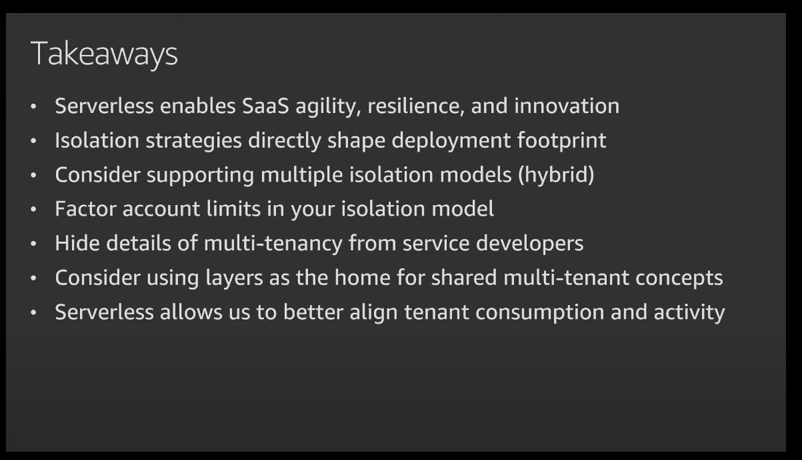 Takeaways
• Serverless enables SaaS agility, resilience, and innovation
• Isolation strategies directly shape deployment footprint
• Consider supporting multiple isolation models (hybrid)
• Factor account limits in your isolation model
• Hide details of multi-tenancy from service developers
• Consider using layers as the home for shared multi-tenant concepts
• Serverless allows us to better align tenant consumption and activity